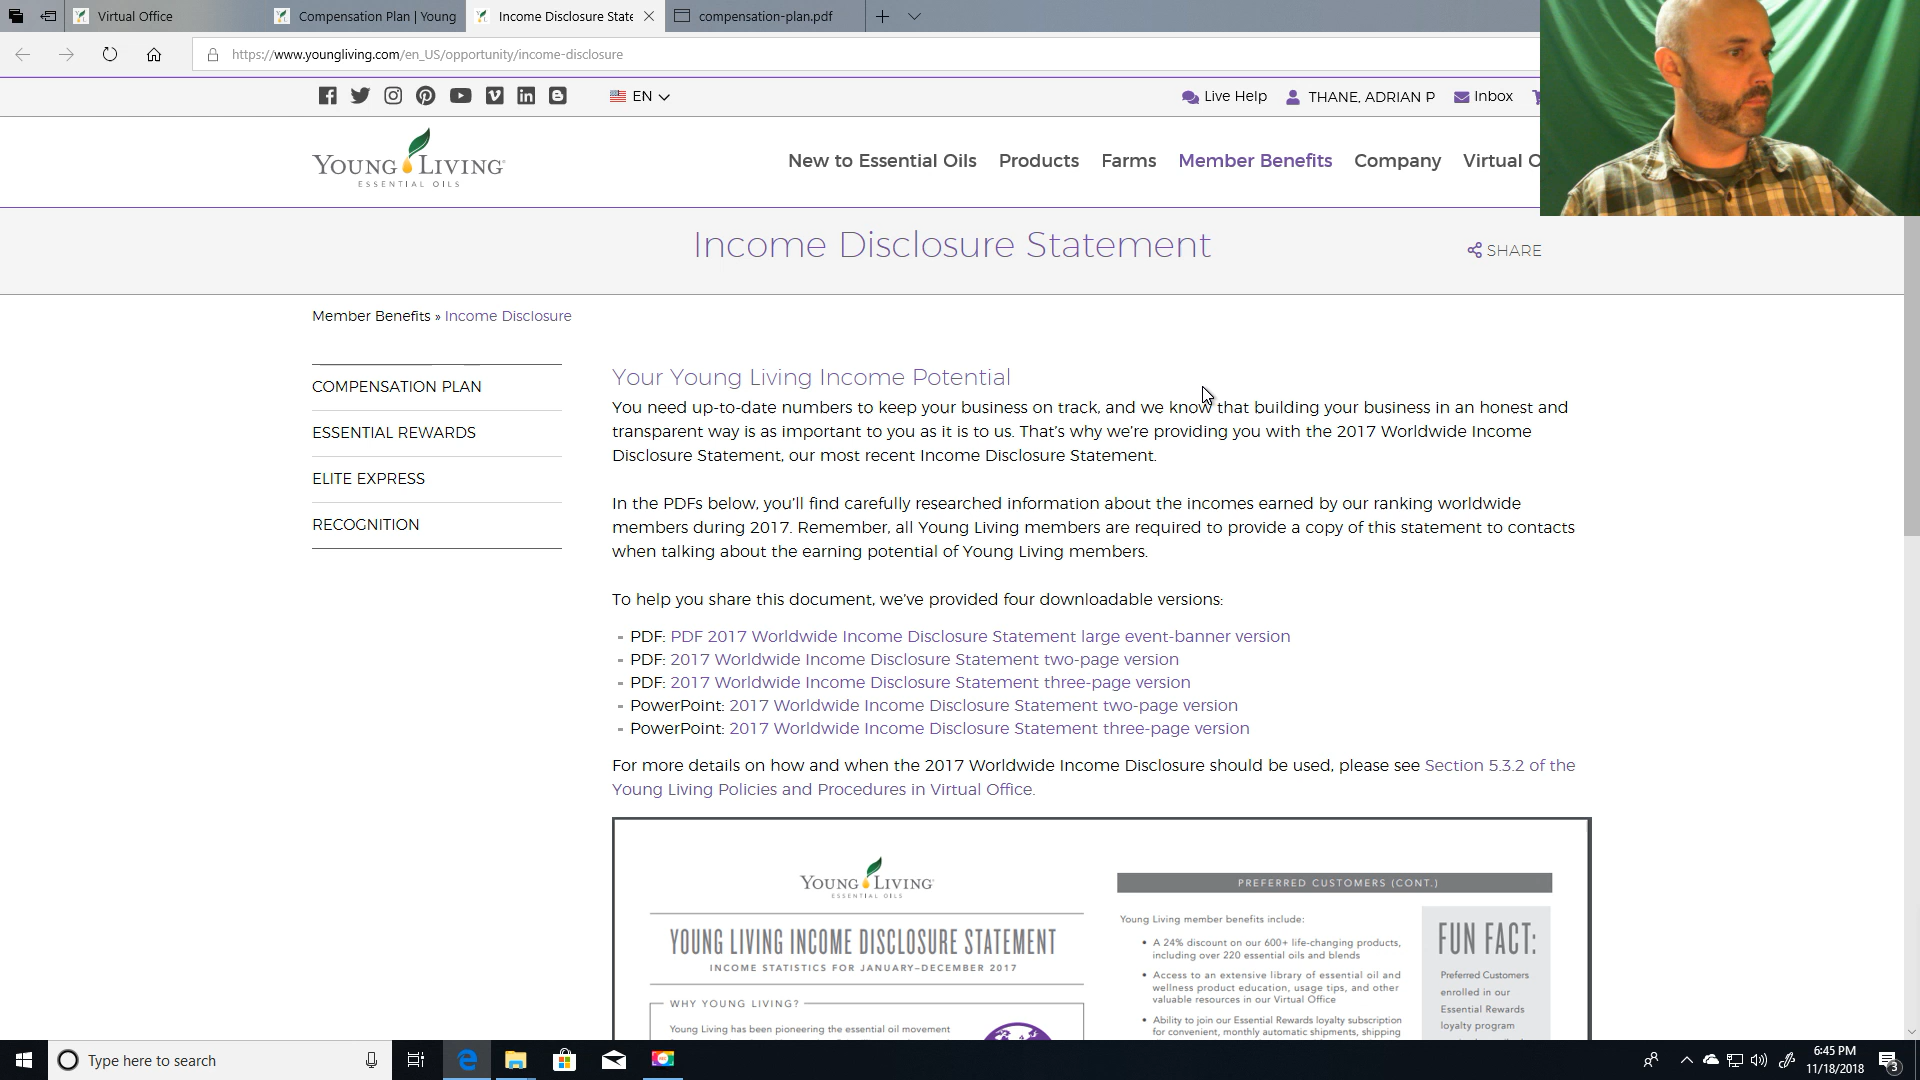 Virtual Office
Compensation Plan | Young
Income Disclosure State
compensation-plan.pdf
https://www.youngliving.com/en_US/opportunity/income-disclosure
EN
Live Help
THANE, ADRIAN P
Inbox
YOUNG LIVING
ESSENTIAL OILS
New to Essential Oils
Products
Farms
Member Benefits
Company
Virtual O
Income Disclosure Statement
SHARE
Member Benefits » Income Disclosure
COMPENSATION PLAN
ESSENTIAL REWARDS
ELITE EXPRESS
RECOGNITION
Your Young Living Income Potential
You need up-to-date numbers to keep your business on track, and we know that building your business in an honest and
transparent way is as important to you as it is to us. That's why we're providing you with the 2017 Worldwide Income
Disclosure Statement, our most recent Income Disclosure Statement.
In the PDFs below, you'll find carefully researched information about the incomes earned by our ranking worldwide
members during 2017. Remember, all Young Living members are required to provide a copy of this statement to contacts
when talking about the earning potential of Young Living members.
To help you share this document, we've provided four downloadable versions:
- PDF: PDF 2017 Worldwide Income Disclosure Statement large event-banner version
- PDF: 2017 Worldwide Income Disclosure Statement two-page version
- PDF: 2017 Worldwide Income Disclosure Statement three-page version
- PowerPoint: 2017 Worldwide Income Disclosure Statement two-page version
- PowerPoint: 2017 Worldwide Income Disclosure Statement three-page version
For more details on how and when the 2017 Worldwide Income Disclosure should be used, please see Section 5.3.2 of the
Young Living Policies and Procedures in Virtual Office.
YOUNG LIVING
ESSENTIAL OILS
YOUNG LIVING INCOME DISCLOSURE STATEMENT
INCOME STATISTICS FOR JANUARY–DECEMBER 2017
WHY YOUNG LIVING?
Young Living has been pioneering the essential oil movement
PREFERRED CUSTOMERS (CONT.)
Young Living member benefits include:
• A 24% discount on our 600+ life-changing products,
including over 220 essential oils and blends
• Access to an extensive library of essential oil and
wellness product education, usage tips, and other
valuable resources in our Virtual Office
• Ability to join our Essential Rewards loyalty subscription
for convenient, monthly automatic shipments, shipping
FUN FACT:
Preferred Customers
enrolled in our
Essential Rewards
loyalty program
Type here to search
6:45 PM
11/18/2018
3